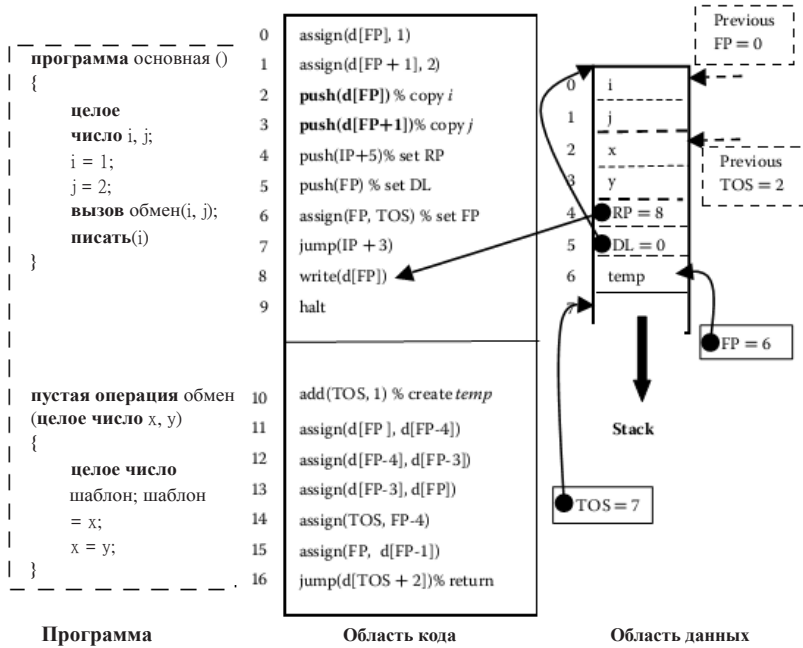 программа основная ()
{
целое
число i, j;
i = 1;
j = 2;
вызов обмен(i, j);
писать(i)
}
пустая операция обмен
(целое число x, y)
{
целое число
шаблон; шаблон
= x;
x = y;
}
Программа
0 assign(d[FP], 1)
1 assign(d[FP + 1], 2)
2 push(d[FP]) % copy i
3 push(d[FP+1])% copy j
4 push(IP+5)% set RP
5 push(FP) % set DL
6 assign(FP, TOS) % set FP
7 jump(IP + 3)
8 write(d[FP])
9 halt
10 add(TOS, 1) % create temp
11 assign(d[FP ], d[FP-4])
12 assign(d[FP-4], d[FP-3])
13 assign(d[FP-3], d[FP])
14 assign(TOS, FP-4)
15 assign(FP, d[FP-1])
16 jump(d[TOS + 2])% return
Область кода
Previous
FP = 0
0 i
1 j
2 x
3 y
4 RP = 8
5 DL = 0
6 temp
7
Previous
TOS = 2
FP = 6
Stack
TOS = 7
Область данных